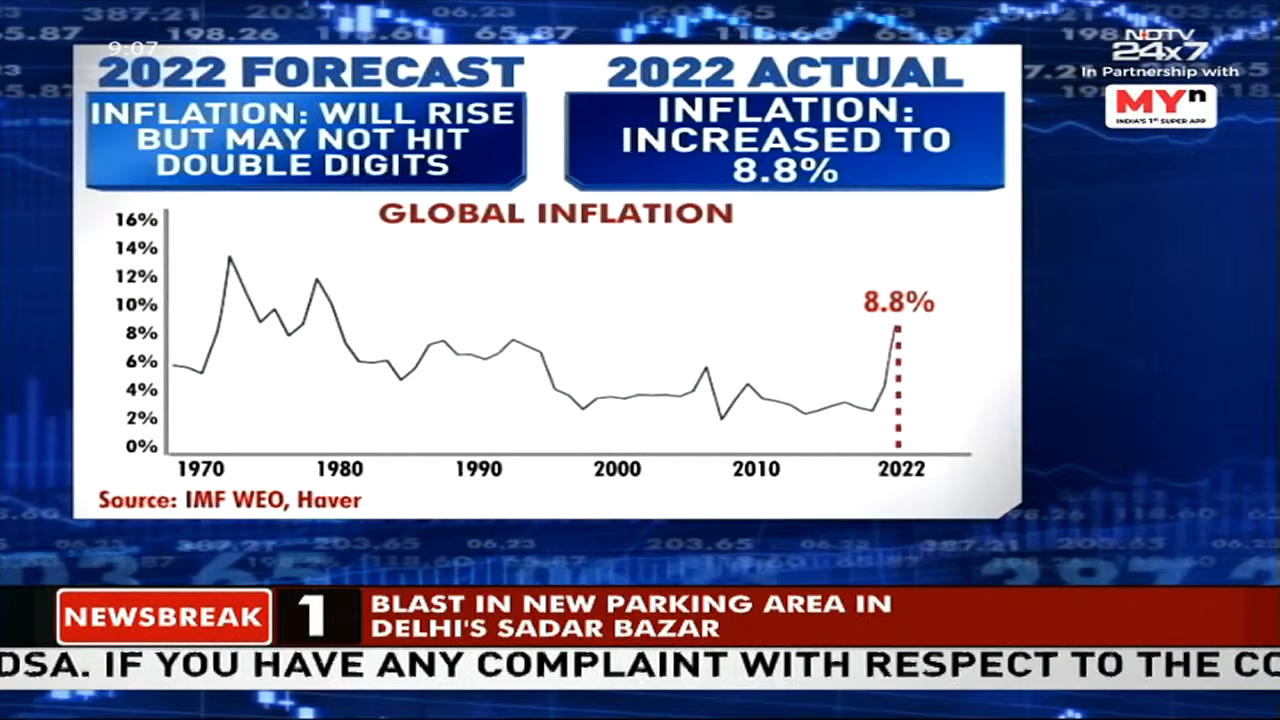 9:07
NDTV
24x7
In Partnership with
MYn
INDIA'S 1ST SUPER APP
2022 FORECAST
INFLATION: WILL RISE
BUT MAY NOT HIT
DOUBLE DIGITS
2022 ACTUAL
INFLATION:
INCREASED TO
8.8%
GLOBAL INFLATION
16%
14%
12%
10%
8%
6%
4%
2%
0%
8.8%
1970 1980 1990 2000 2010 2022
Source: IMF WEO, Haver
NEWSBREAK 1
BLAST IN NEW PARKING AREA IN
DELHI'S SADAR BAZAR
DSA. IF YOU HAVE ANY COMPLAINT WITH RESPECT TO THE CO